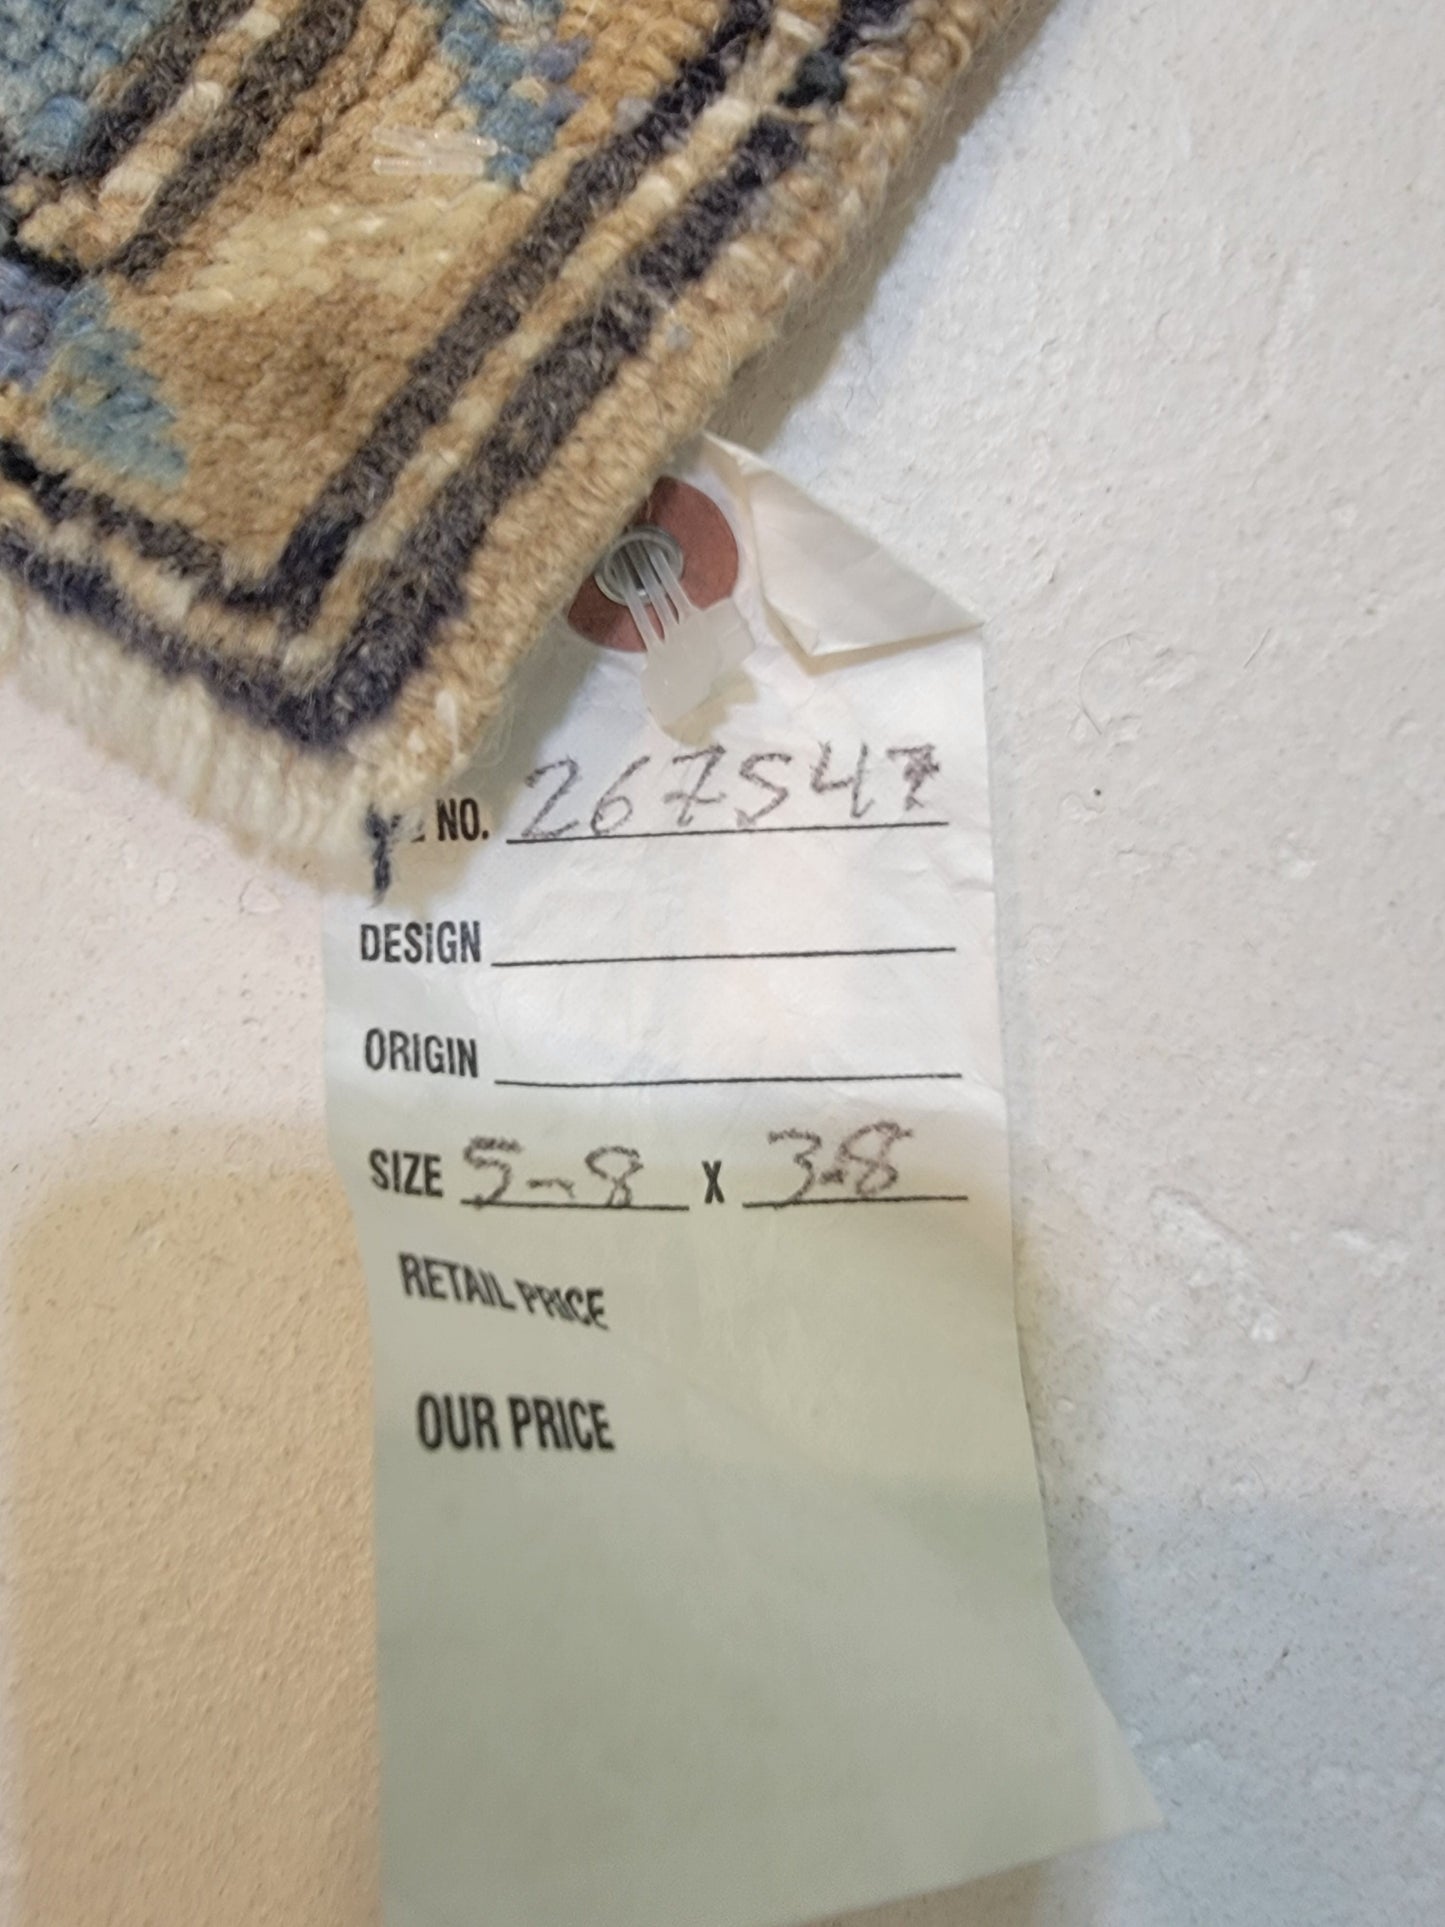 NO. 267547
DESIGN
ORIGIN
SIZE 5-8 X 3-8
RETAIL PRICE
OUR PRICE